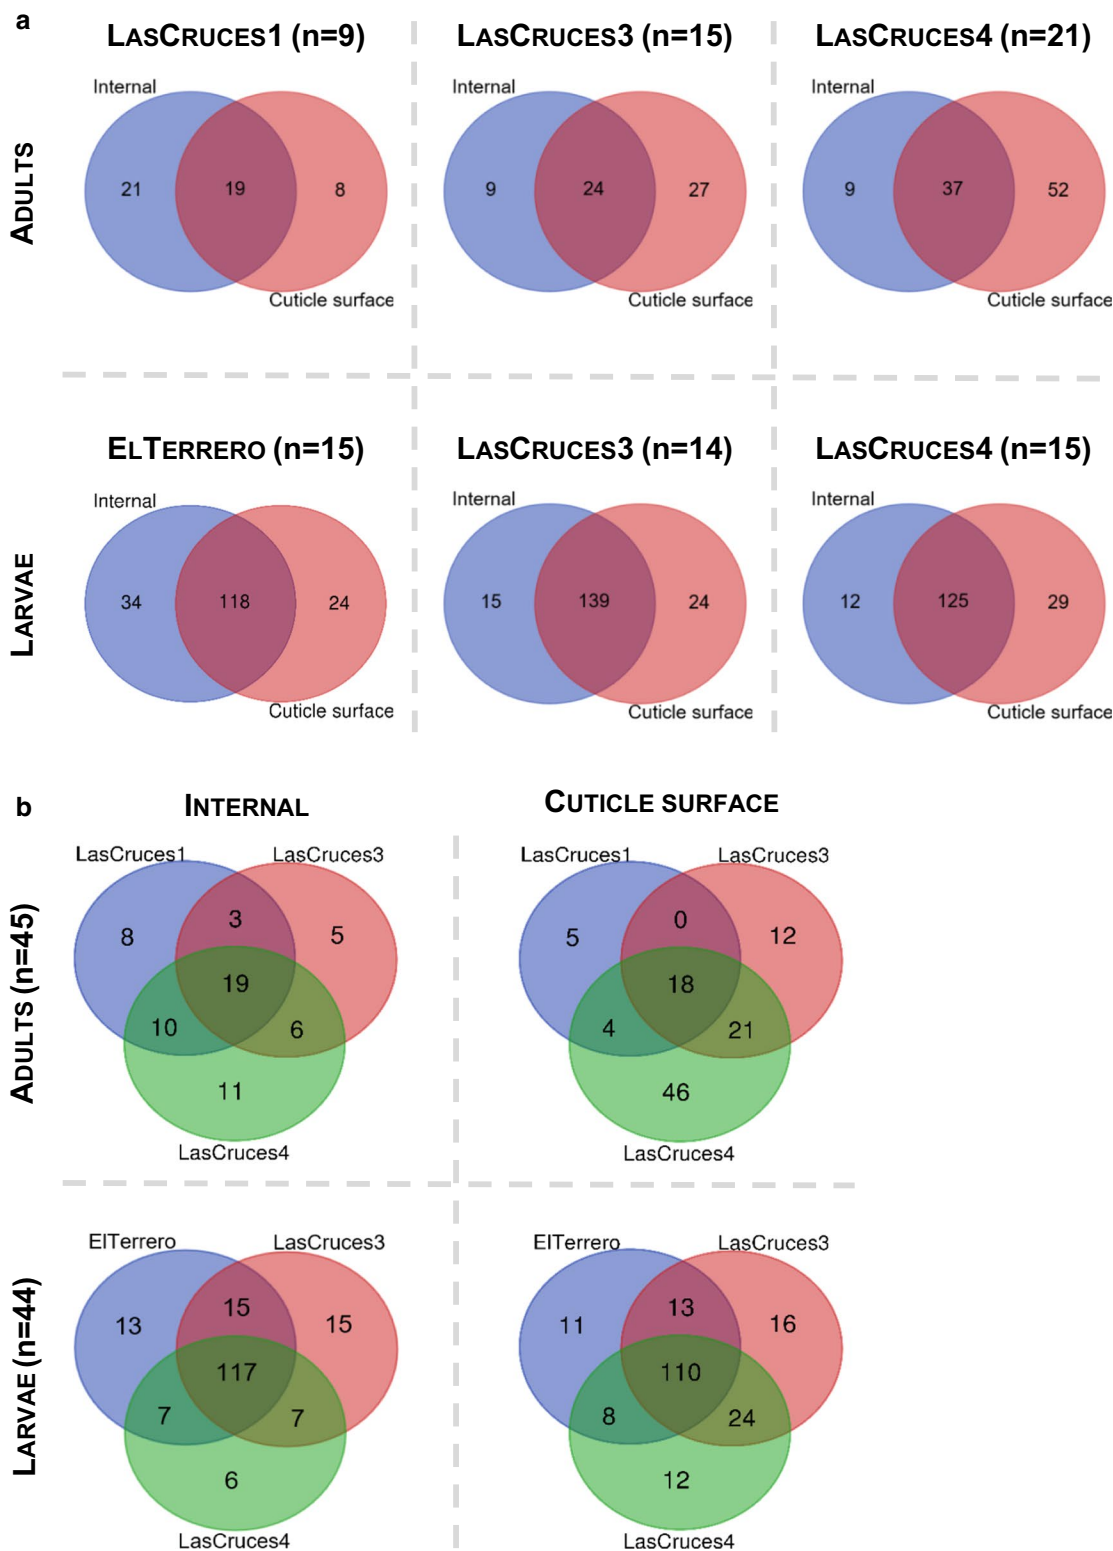 a
LASCRUCES1 (n=9)
LASCRUCES3 (n=15)
LASCRUCES4 (n=21)
ADULTS
Internal
21
19
8
Cuticle surface
Internal
9
24
27
Cuticle surface
Internal
9
37
52
Cuticle surface
ELTERRERO (n=15)
LASCRUCES3 (n=14)
LASCRUCES4 (n=15)
LARVAE
Internal
34
118
24
Cuticle surface
Internal
15
139
24
Cuticle surface
Internal
12
125
29
Cuticle surface
b
INTERNAL
CUTICLE SURFACE
ADULTS (n=45)
LasCruces1
LasCruces3
8
3
5
19
10
6
11
LasCruces4
LasCruces1
LasCruces3
5
0
12
18
4
21
46
LasCruces4
LARVAE (n=44)
ElTerrero
LasCruces3
13
15
15
117
7
7
6
LasCruces4
ElTerrero
LasCruces3
11
13
16
110
8
24
12
LasCruces4